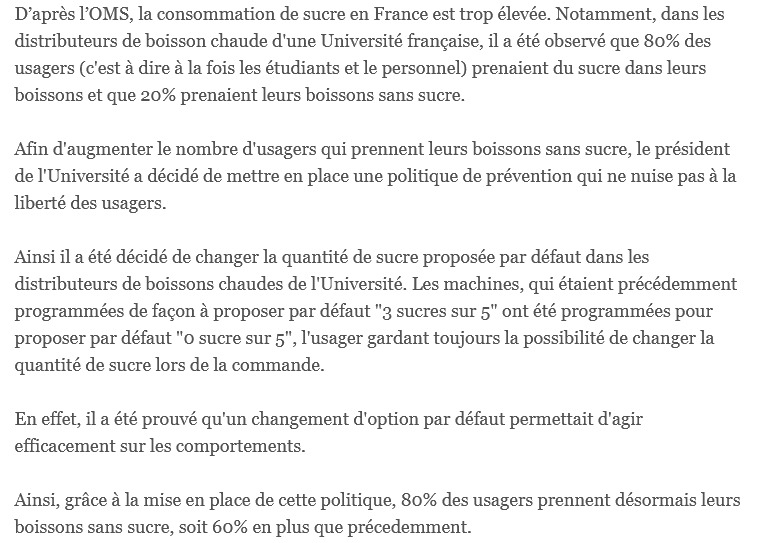 D’après l’OMS, la consommation de sucre en France est trop élevée. Notamment, dans les
distributeurs de boisson chaude d'une Université française, il a été observé que 80% des
usagers (c'est à dire à la fois les étudiants et le personnel) prenaient du sucre dans leurs
boissons et que 20% prenaient leurs boissons sans sucre.
Afin d'augmenter le nombre d'usagers qui prennent leurs boissons sans sucre, le président
de l'Université a décidé de mettre en place une politique de prévention qui ne nuise pas à la
liberté des usagers.
Ainsi il a été décidé de changer la quantité de sucre proposée par défaut dans les
distributeurs de boissons chaudes de l'Université. Les machines, qui étaient précédemment
programmées de façon à proposer par défaut "3 sucres sur 5" ont été programmées pour
proposer par défaut "0 sucre sur 5", l'usager gardant toujours la possibilité de changer la
quantité de sucre lors de la commande.
En effet, il a été prouvé qu'un changement d'option par défaut permettait d'agir
efficacement sur les comportements.
Ainsi, grâce à la mise en place de cette politique, 80% des usagers prennent désormais leurs
boissons sans sucre, soit 60% en plus que précedemment.